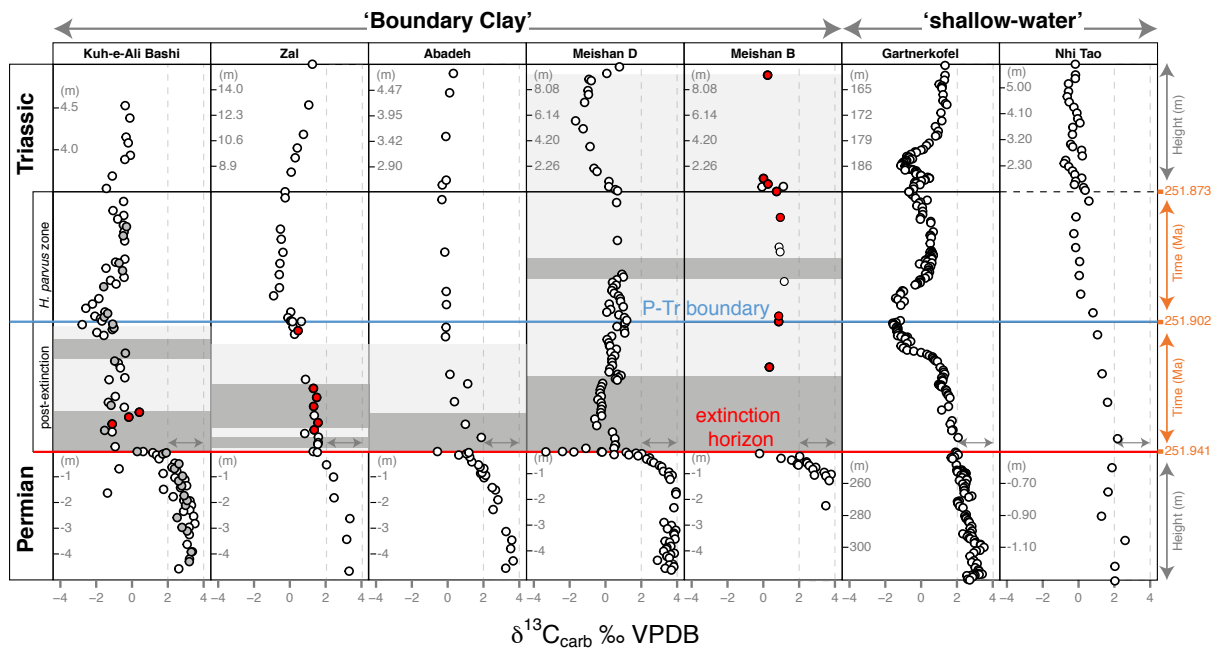 ‘Boundary Clay’ ‘shallow-water’
Kuh-e-Ali Bashi Zal Abadeh Meishan D Meishan B Gartnerkofel Nhi Tao
Triassic
H. parvus zone
post-extinction
Permian
(m)
4.5
4.0
(m)
-1
-2
-3
-4
(m)
14.0
12.3
10.6
8.9
(m)
-1
-2
-3
-4
(m)
4.47
3.95
3.42
2.90
(m)
-1
-2
-3
-4
(m)
8.08
6.14
4.20
2.26
(m)
-1
-2
-3
-4
(m)
8.08
6.14
4.20
2.26
(m)
-1
-2
-3
-4
(m)
165
172
179
186
(m)
260
280
300
(m)
5.00
4.10
3.20
2.30
(m)
-0.70
-0.90
-1.10
P-Tr boundary
extinction
horizon
Height (m)
251.873
Time (Ma)
251.902
Time (Ma)
251.941
Height (m)
−4 −2 0 2 4 −4 −2 0 2 4 −4 −2 0 2 4 −4 −2 0 2 4 −4 −2 0 2 4 −4 −2 0 2 4 −4 −2 0 2 4
δ13Ccarb ‰ VPDB